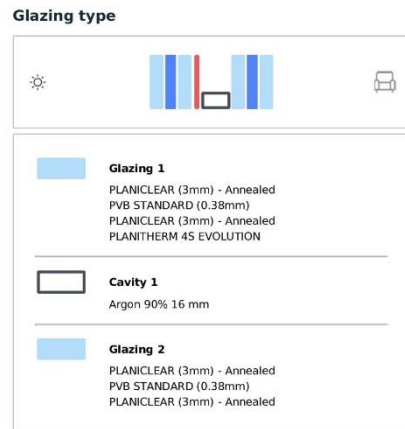 Glazing type
Glazing 1
PLANICLEAR (3mm) - Annealed
PVB STANDARD (0.38mm)
PLANICLEAR (3mm) - Annealed
PLANITHERM 4S EVOLUTION
Cavity 1
Argon 90% 16 mm
Glazing 2
PLANICLEAR (3mm) - Annealed
PVB STANDARD (0.38mm)
PLANICLEAR (3mm) - Annealed